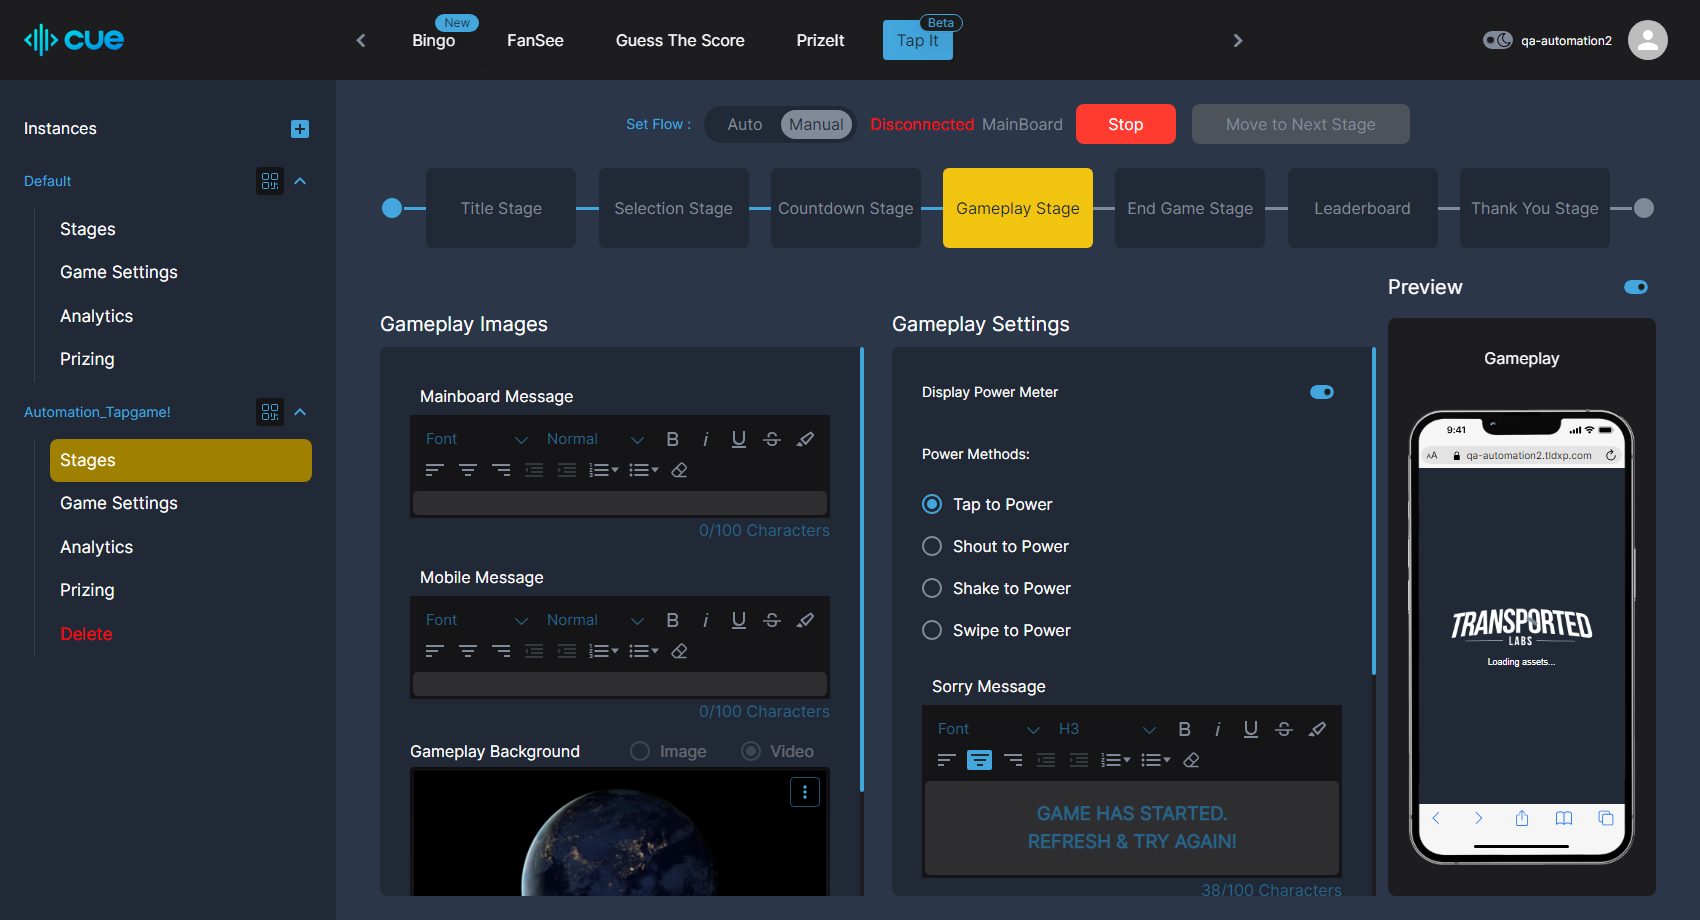 cue
Bingo
New
FanSee
Guess The Score
PrizeIt
Tap It
Beta
qa-automation2
Instances
Default
Stages
Game Settings
Analytics
Prizing
Automation_Tapgame!
Stages
Game Settings
Analytics
Prizing
Delete
Set Flow :
Auto
Manual
Disconnected MainBoard
Stop
Move to Next Stage
Title Stage
Selection Stage
Countdown Stage
Gameplay Stage
End Game Stage
Leaderboard
Thank You Stage
Gameplay Images
Mainboard Message
Font
Normal
B
i
U
S
0/100 Characters
Mobile Message
Font
Normal
B
i
U
S
0/100 Characters
Gameplay Background
Image
Video
Gameplay Settings
Display Power Meter
Power Methods:
Tap to Power
Shout to Power
Shake to Power
Swipe to Power
Sorry Message
Font
H3
B
i
U
S
GAME HAS STARTED.
REFRESH & TRY AGAIN!
38/100 Characters
Preview
Gameplay
9:41
AA
qa-automation2.tldxp.com
TRANSPORTED
LABS
Loading assets...